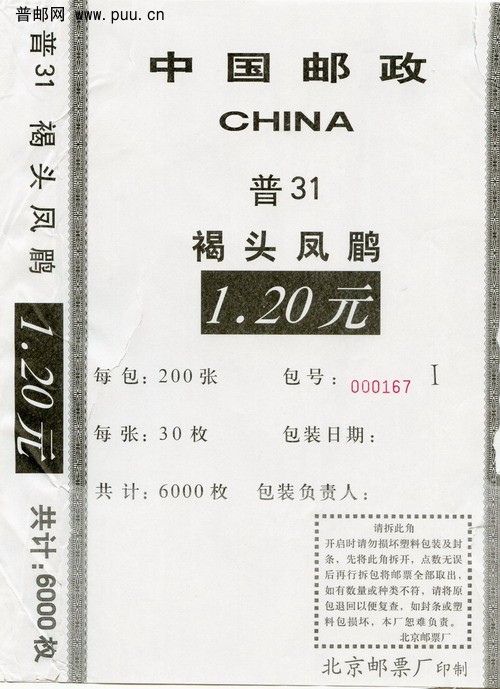 普邮网
www.puu.cn
普31 褐头凤鹛
1.20元
共计:6000枚
中国邮政
CHINA
普31
褐头凤鹛
1.20元
每包:200张 包号:000167 I
每张:30枚 包装日期:
共计:6000枚 包装负责人:
请拆此角
开启时请勿损坏塑料包装及封
条,先将此角拆开,点数无误
后再行拆包将邮票全部取出,
如有数量或种类不符,请将原
包退回以便复查,如封条或塑
料包损坏,本厂恕难负责。
北京邮票厂
北京邮票厂印制